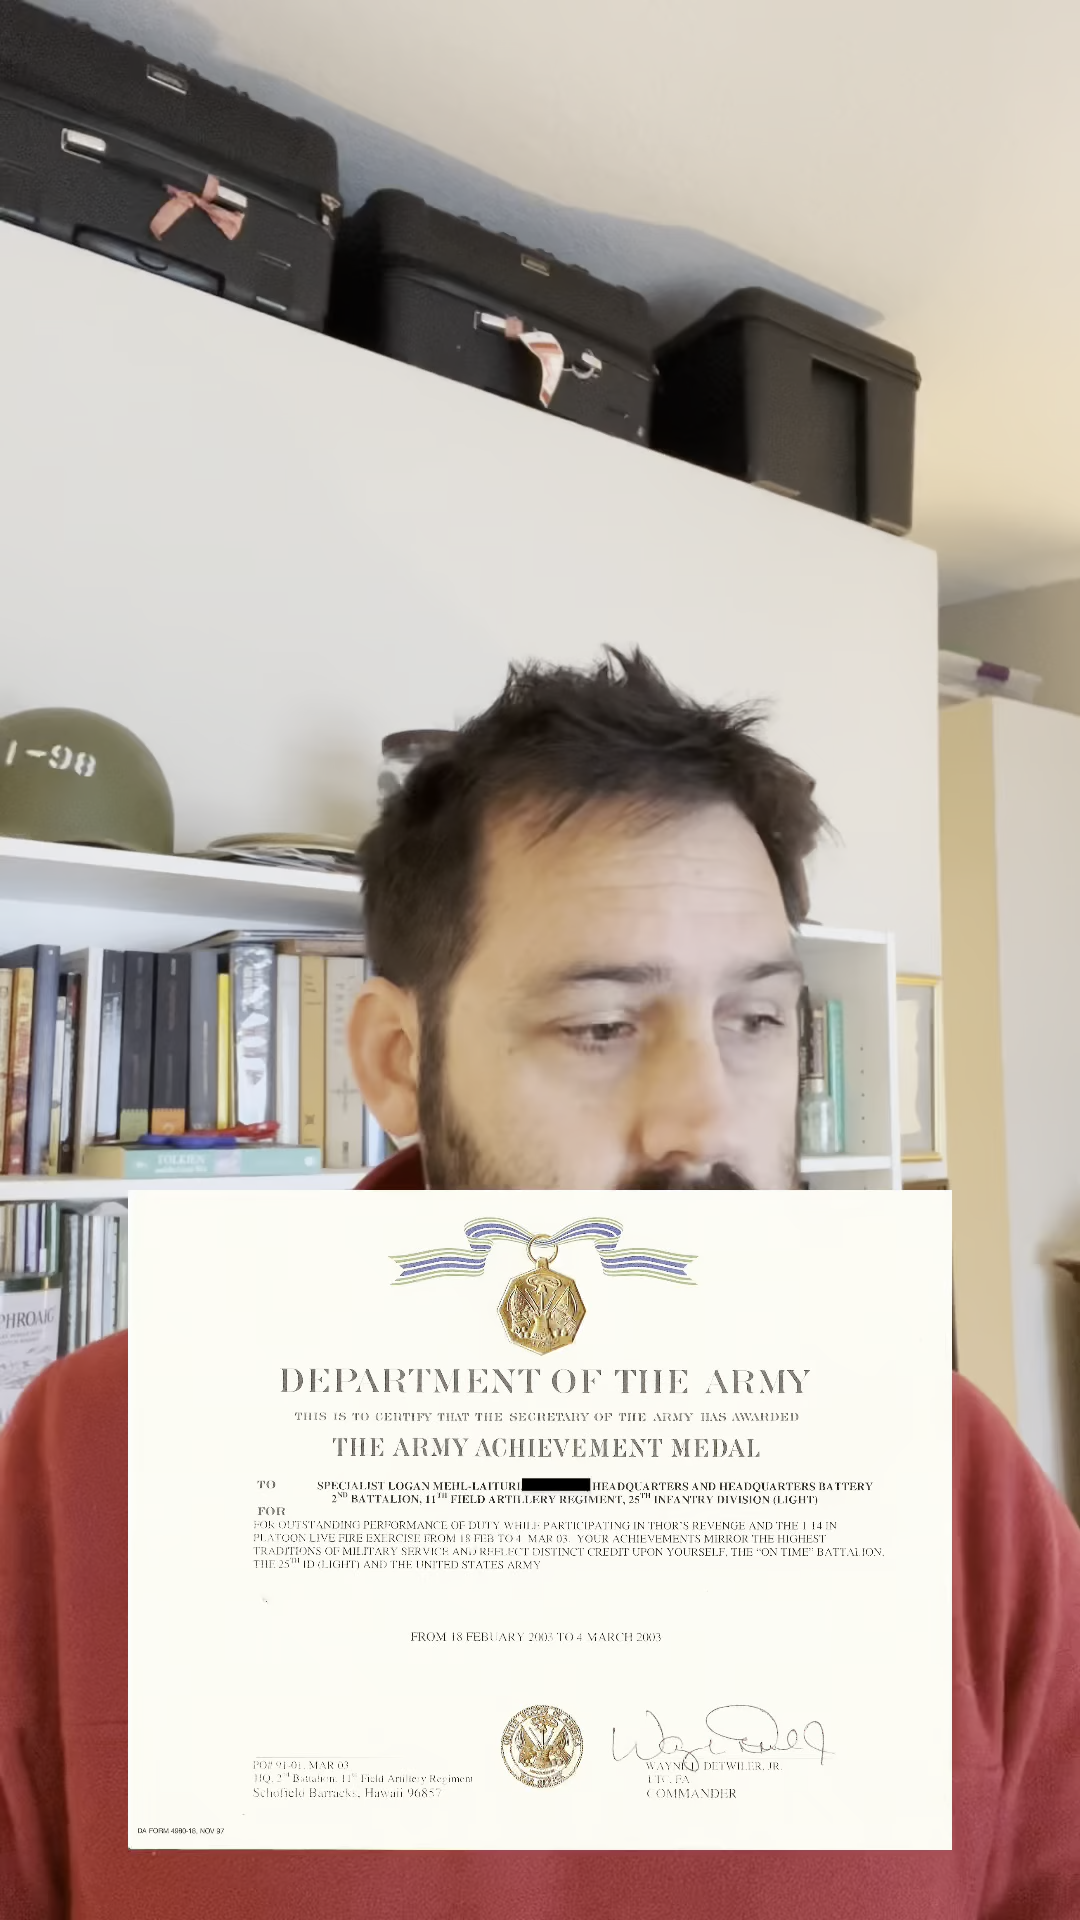 1-98
TOLKIEN
PHROAIG
DEPARTMENT OF THE ARMY
THIS IS TO CERTIFY THAT THE SECRETARY OF THE ARMY HAS AWARDED
THE ARMY ACHIEVEMENT MEDAL
TO SPECIALIST LOGAN MEHL-LAITURI HEADQUARTERS AND HEADQUARTERS BATTERY
2ND BATTALION, 11TH FIELD ARTILLERY REGIMENT, 25TH INFANTRY DIVISION (LIGHT)
FOR
FOR OUTSTANDING PERFORMANCE OF DUTY WHILE PARTICIPATING IN THOR'S REVENGE AND THE 1-14 IN
PLATOON LIVE FIRE EXERCISE FROM 18 FEB TO 4 MAR 03. YOUR ACHIEVEMENTS MIRROR THE HIGHEST
TRADITIONS OF MILITARY SERVICE AND REFLECT DISTINCT CREDIT UPON YOURSELF, THE "ON TIME" BATTALION,
THE 25TH ID (LIGHT) AND THE UNITED STATES ARMY
FROM 18 FEBUARY 2003 TO 4 MARCH 2003
PO# 91-01, MAR 03
HQ, 2nd Battalion, 11th Field Artillery Regiment
Schofield Barracks, Hawaii 96857
WAYNE L DETWILER, JR.
LTC, FA
COMMANDER
DA FORM 4980-18, NOV 97